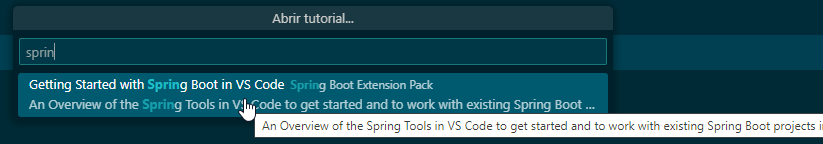 Abrir tutorial...
sprin
Getting Started with Spring Boot in VS Code Spring Boot Extension Pack
An Overview of the Spring Tools in VS Code to get started and to work with existing Spring Boot ...
An Overview of the Spring Tools in VS Code to get started and to work with existing Spring Boot projects i